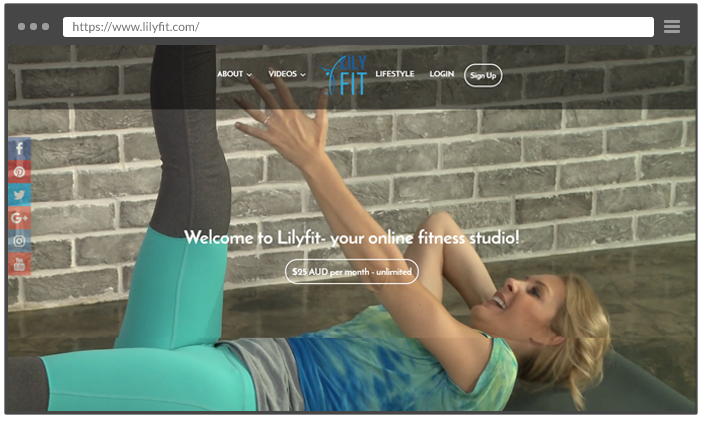 https://www.lilyfit.com/
ABOUT
VIDEOS
LILY
FIT
LIFESTYLE
LOGIN
Sign Up
Welcome to Lilyfit- your online fitness studio!
$25 AUD per month - unlimited